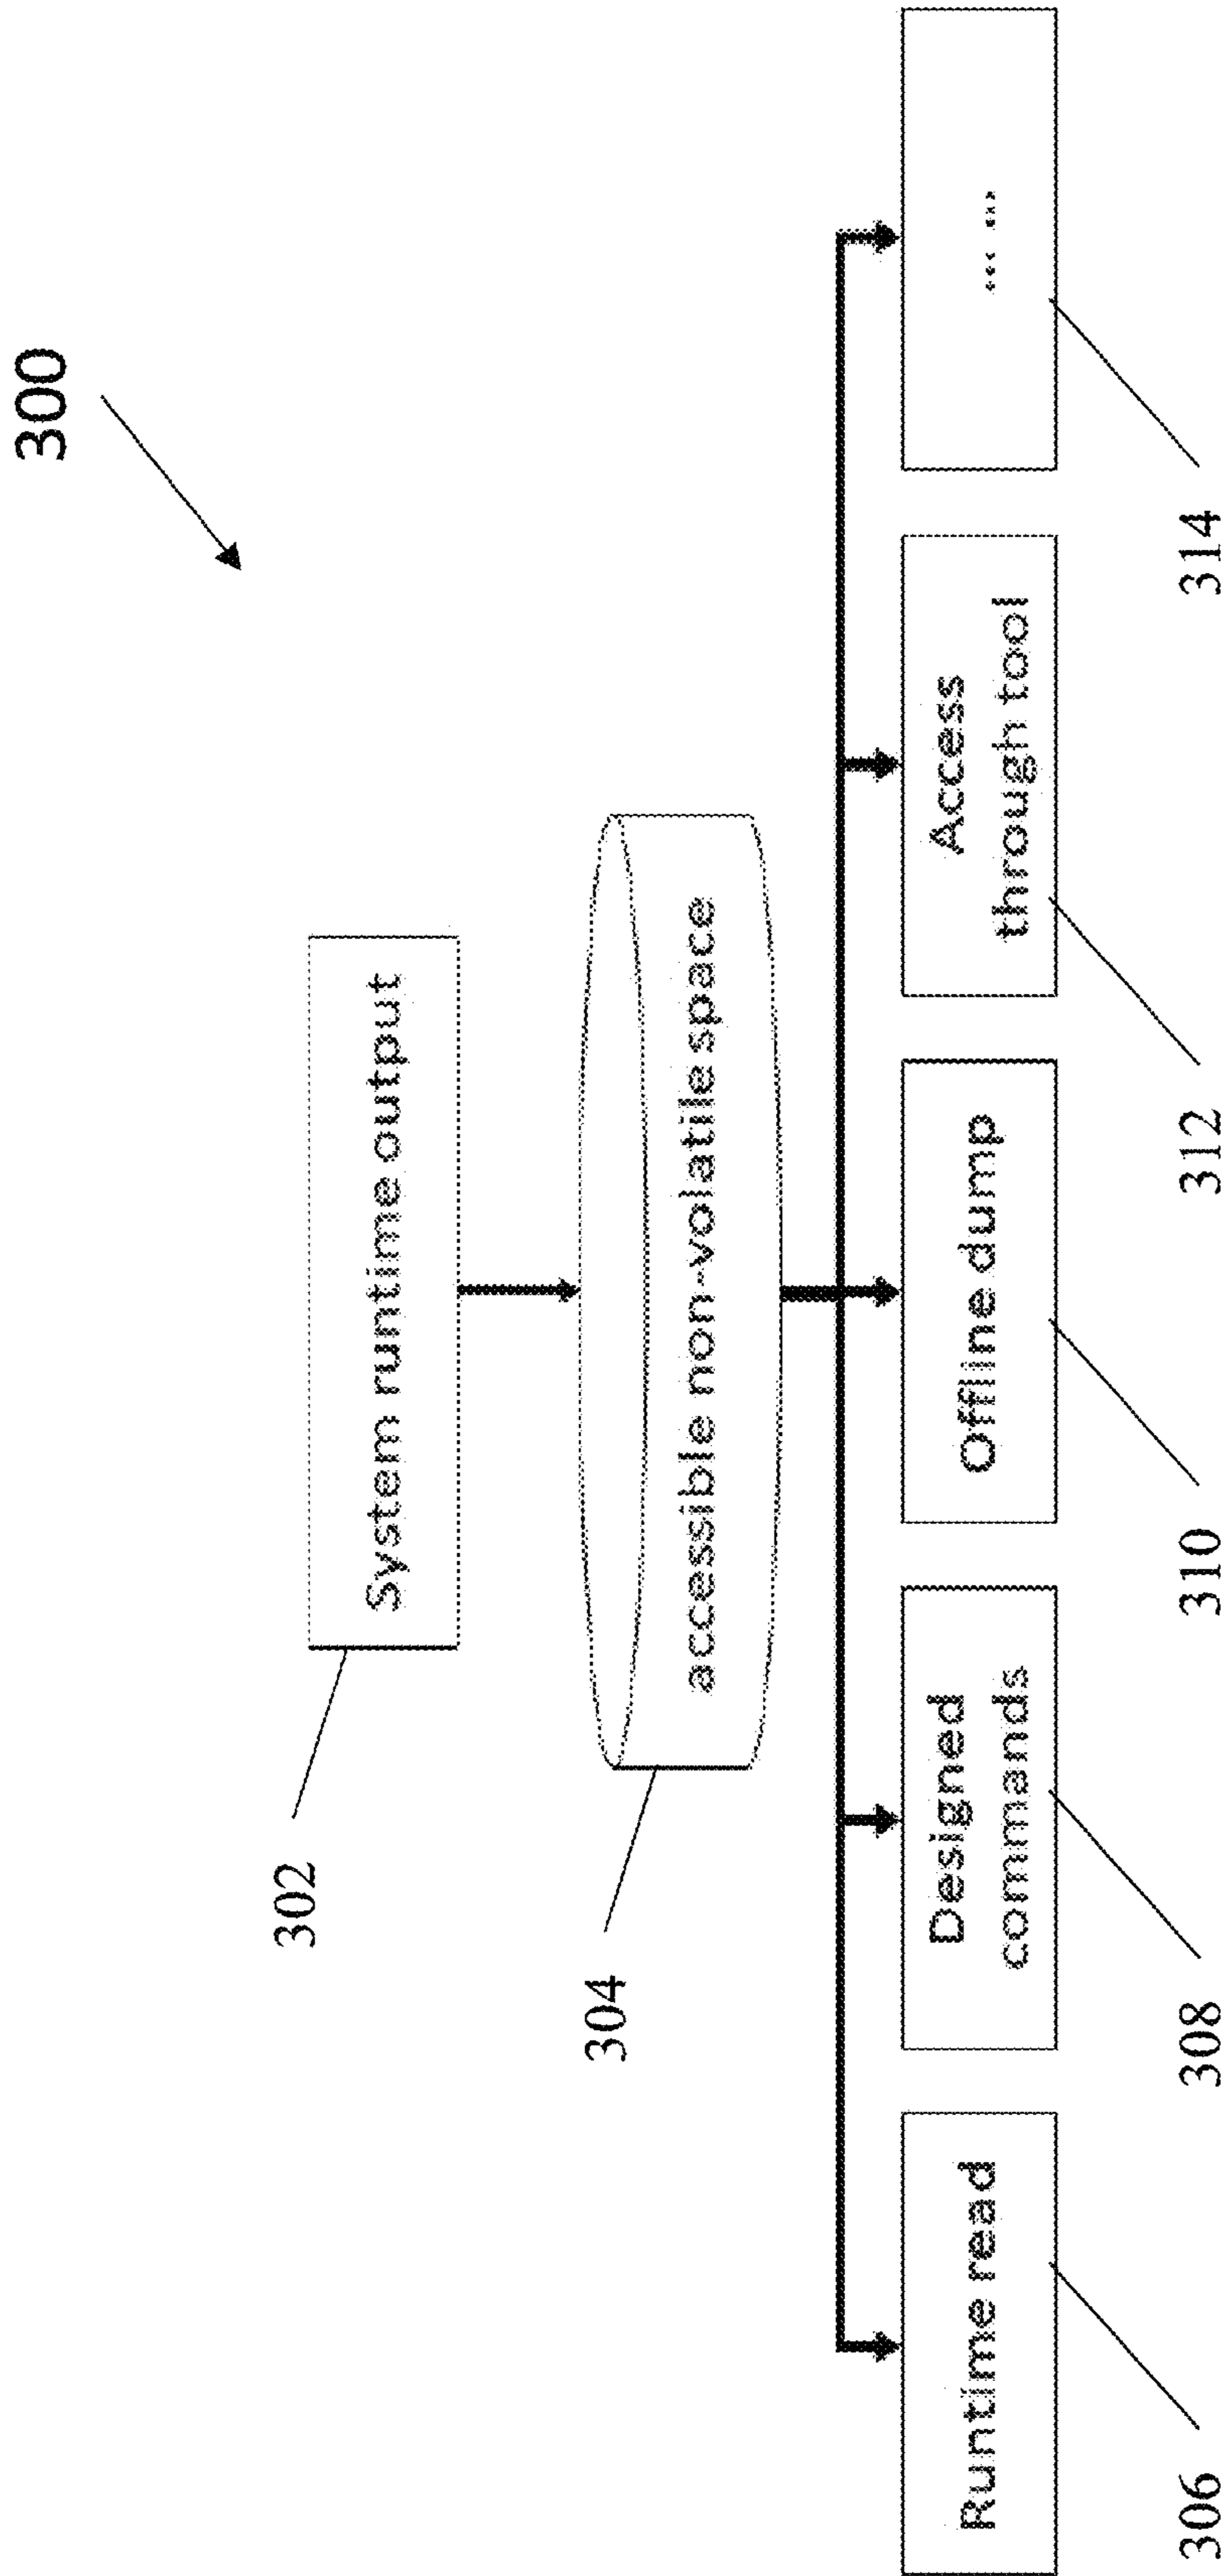 300
302
System runtime output
304
accessible non-volatile space
Runtime read
Designed
commands
Offline dump
Access
through tool
... ...
306
308
310
312
314